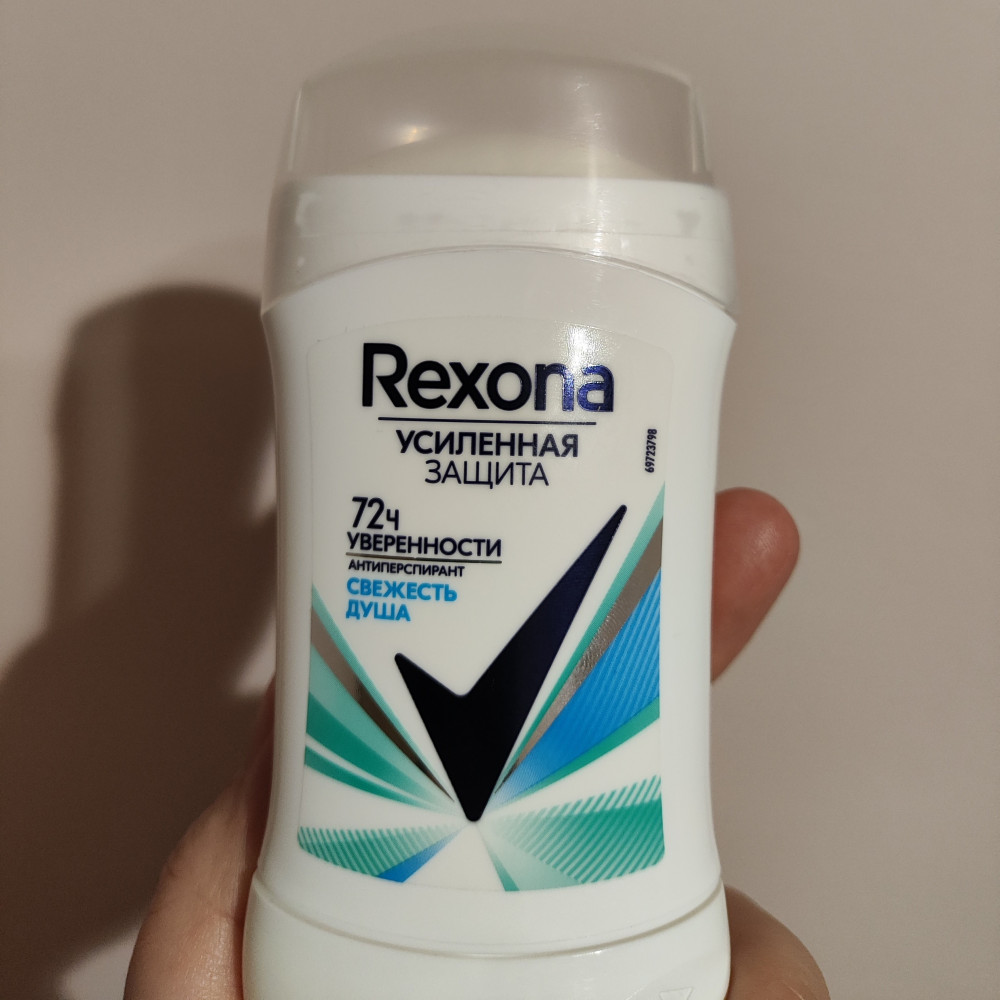 Rexona
УСИЛЕННАЯ
ЗАЩИТА
69723798
72ч
УВЕРЕННОСТИ
АНТИПЕРСПИРАНТ
СВЕЖЕСТЬ
ДУША